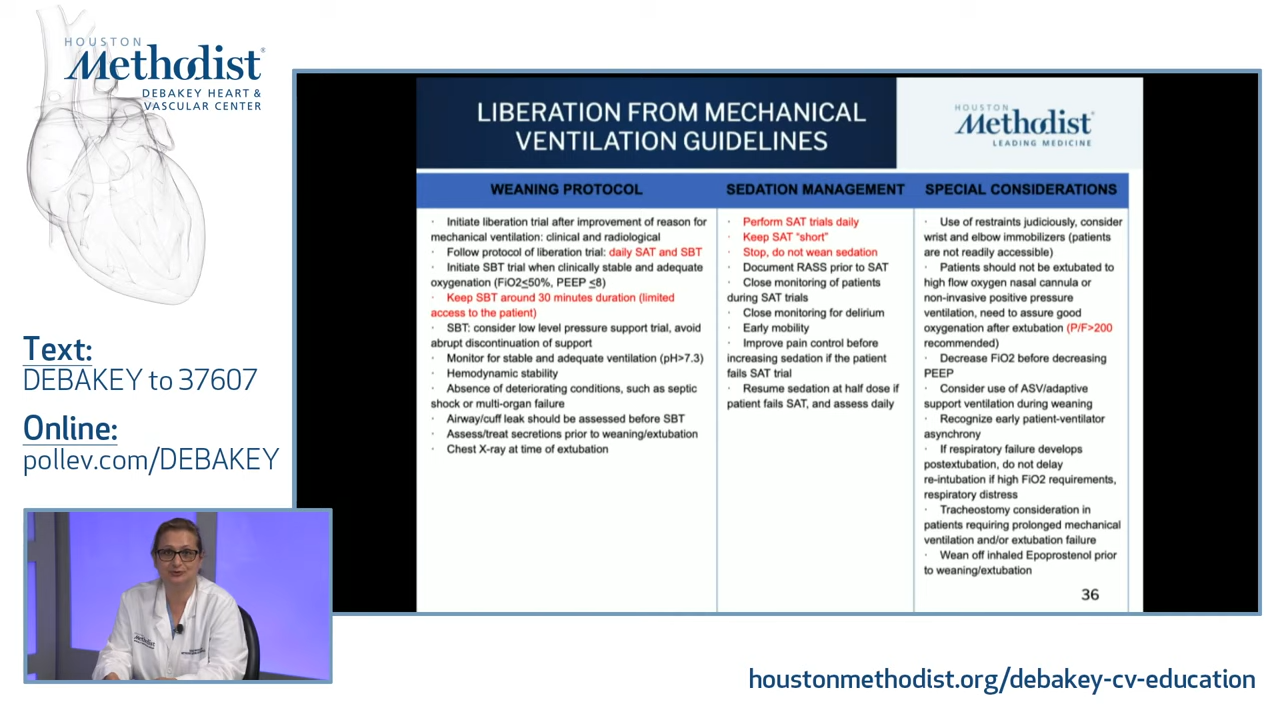 HOUSTON
Methodist®
DEBAKEY HEART &
VASCULAR CENTER
Text:
DEBAKEY to 37607
Online:
pollev.com/DEBAKEY
LIBERATION FROM MECHANICAL
VENTILATION GUIDELINES
HOUSTON
Methodist®
LEADING MEDICINE
WEANING PROTOCOL
· Initiate liberation trial after improvement of reason for
mechanical ventilation: clinical and radiological
· Follow protocol of liberation trial: daily SAT and SBT
· Initiate SBT trial when clinically stable and adequate
oxygenation (FiO2≤50%, PEEP ≤8)
· Keep SBT around 30 minutes duration (limited
access to the patient)
· SBT: consider low level pressure support trial, avoid
abrupt discontinuation of support
· Monitor for stable and adequate ventilation (pH>7.3)
· Hemodynamic stability
· Absence of deteriorating conditions, such as septic
shock or multi-organ failure
· Airway/cuff leak should be assessed before SBT
· Assess/treat secretions prior to weaning/extubation
· Chest X-ray at time of extubation
SEDATION MANAGEMENT
· Perform SAT trials daily
· Keep SAT "short"
· Stop, do not wean sedation
· Document RASS prior to SAT
· Close monitoring of patients
during SAT trials
· Close monitoring for delirium
· Early mobility
· Improve pain control before
increasing sedation if the patient
fails SAT trial
· Resume sedation at half dose if
patient fails SAT, and assess daily
SPECIAL CONSIDERATIONS
· Use of restraints judiciously, consider
wrist and elbow immobilizers (patients
are not readily accessible)
· Patients should not be extubated to
high flow oxygen nasal cannula or
non-invasive positive pressure
ventilation, need to assure good
oxygenation after extubation (P/F>200
recommended)
· Decrease FiO2 before decreasing
PEEP
· Consider use of ASV/adaptive
support ventilation during weaning
· Recognize early patient-ventilator
asynchrony
· If respiratory failure develops
postextubation, do not delay
re-intubation if high FiO2 requirements,
respiratory distress
· Tracheostomy consideration in
patients requiring prolonged mechanical
ventilation and/or extubation failure
· Wean off inhaled Epoprostenol prior
to weaning/extubation
36
Methodist
houstonmethodist.org/debakey-cv-education